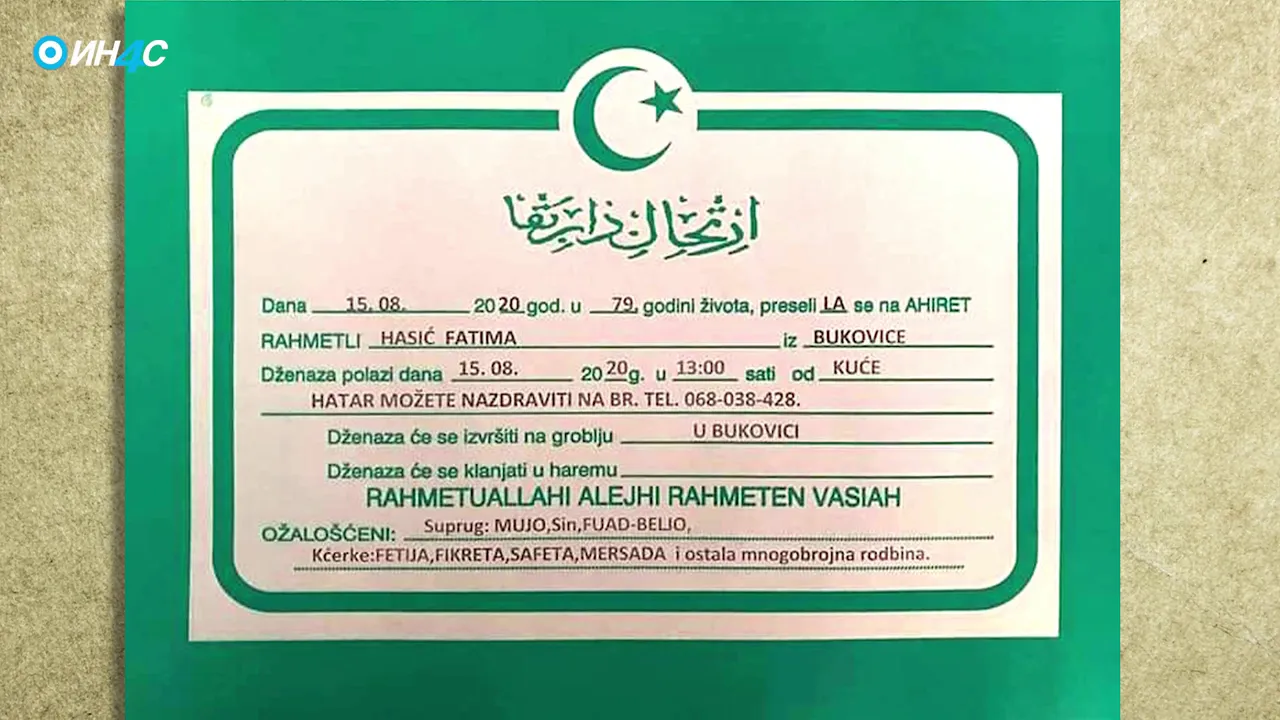 ИН4С
ارتحال دار بقا
Dana 15. 08. 2020 god. u 79. godini života, preseli LA se na AHIRET
RAHMETLI HASIĆ FATIMA iz BUKOVICE
Dženaza polazi dana 15. 08. 2020 g. u 13:00 sati od KUĆE
HATAR MOŽETE NAZDRAVITI NA BR. TEL. 068-038-428.
Dženaza će se izvršiti na groblju U BUKOVICI
Dženaza će se klanjati u haremu
RAHMETUALLAHI ALEJHI RAHMETEN VASIAH
OŽALOŠĆENI: Suprug: MUJO,Sin,FUAD-BELJO,
Kćerke:FETIJA,FIKRETA,SAFETA,MERSADA i ostala mnogobrojna rodbina.